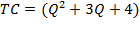 TC = (Q² + 3Q + 4)